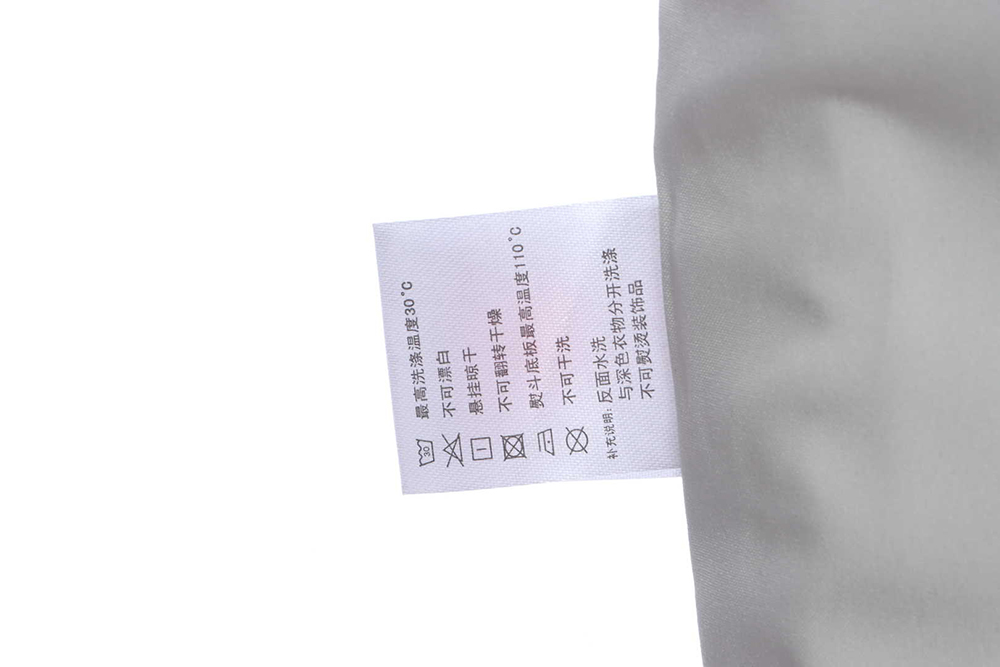 最高洗涤温度30°C
不可漂白
悬挂晾干
不可翻转干燥
熨斗底板最高温度110°C
不可干洗
补充说明: 反面水洗
与深色衣物分开洗涤
不可熨烫装饰品